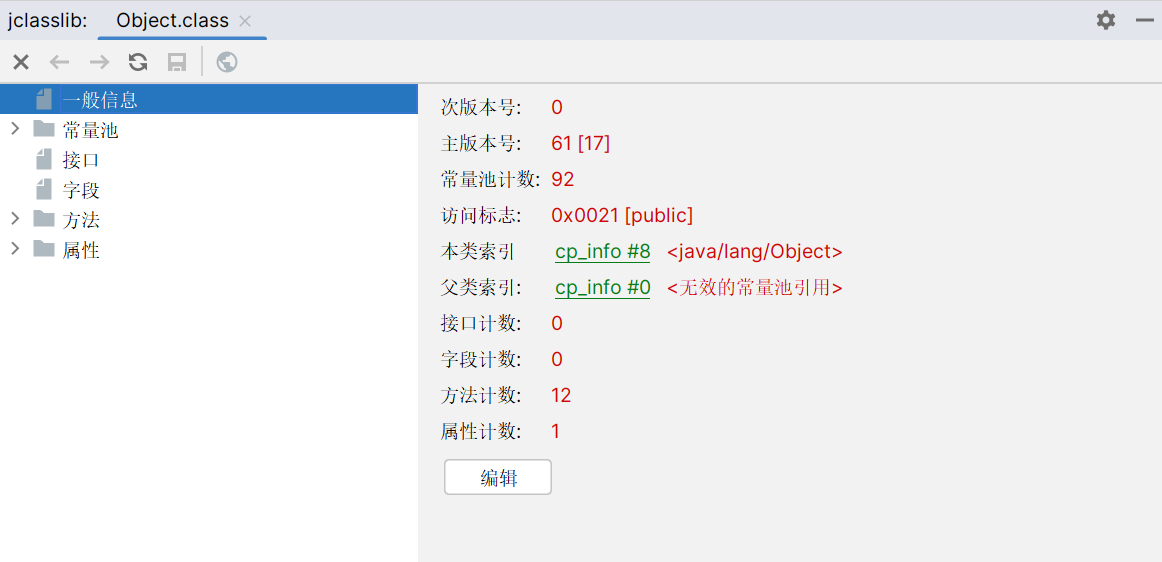 jclasslib: Object.class
一般信息
常量池
接口
字段
方法
属性
次版本号: 0
主版本号: 61 [17]
常量池计数: 92
访问标志: 0x0021 [public]
本类索引 cp_info #8 <java/lang/Object>
父类索引: cp_info #0 <无效的常量池引用>
接口计数: 0
字段计数: 0
方法计数: 12
属性计数: 1
编辑